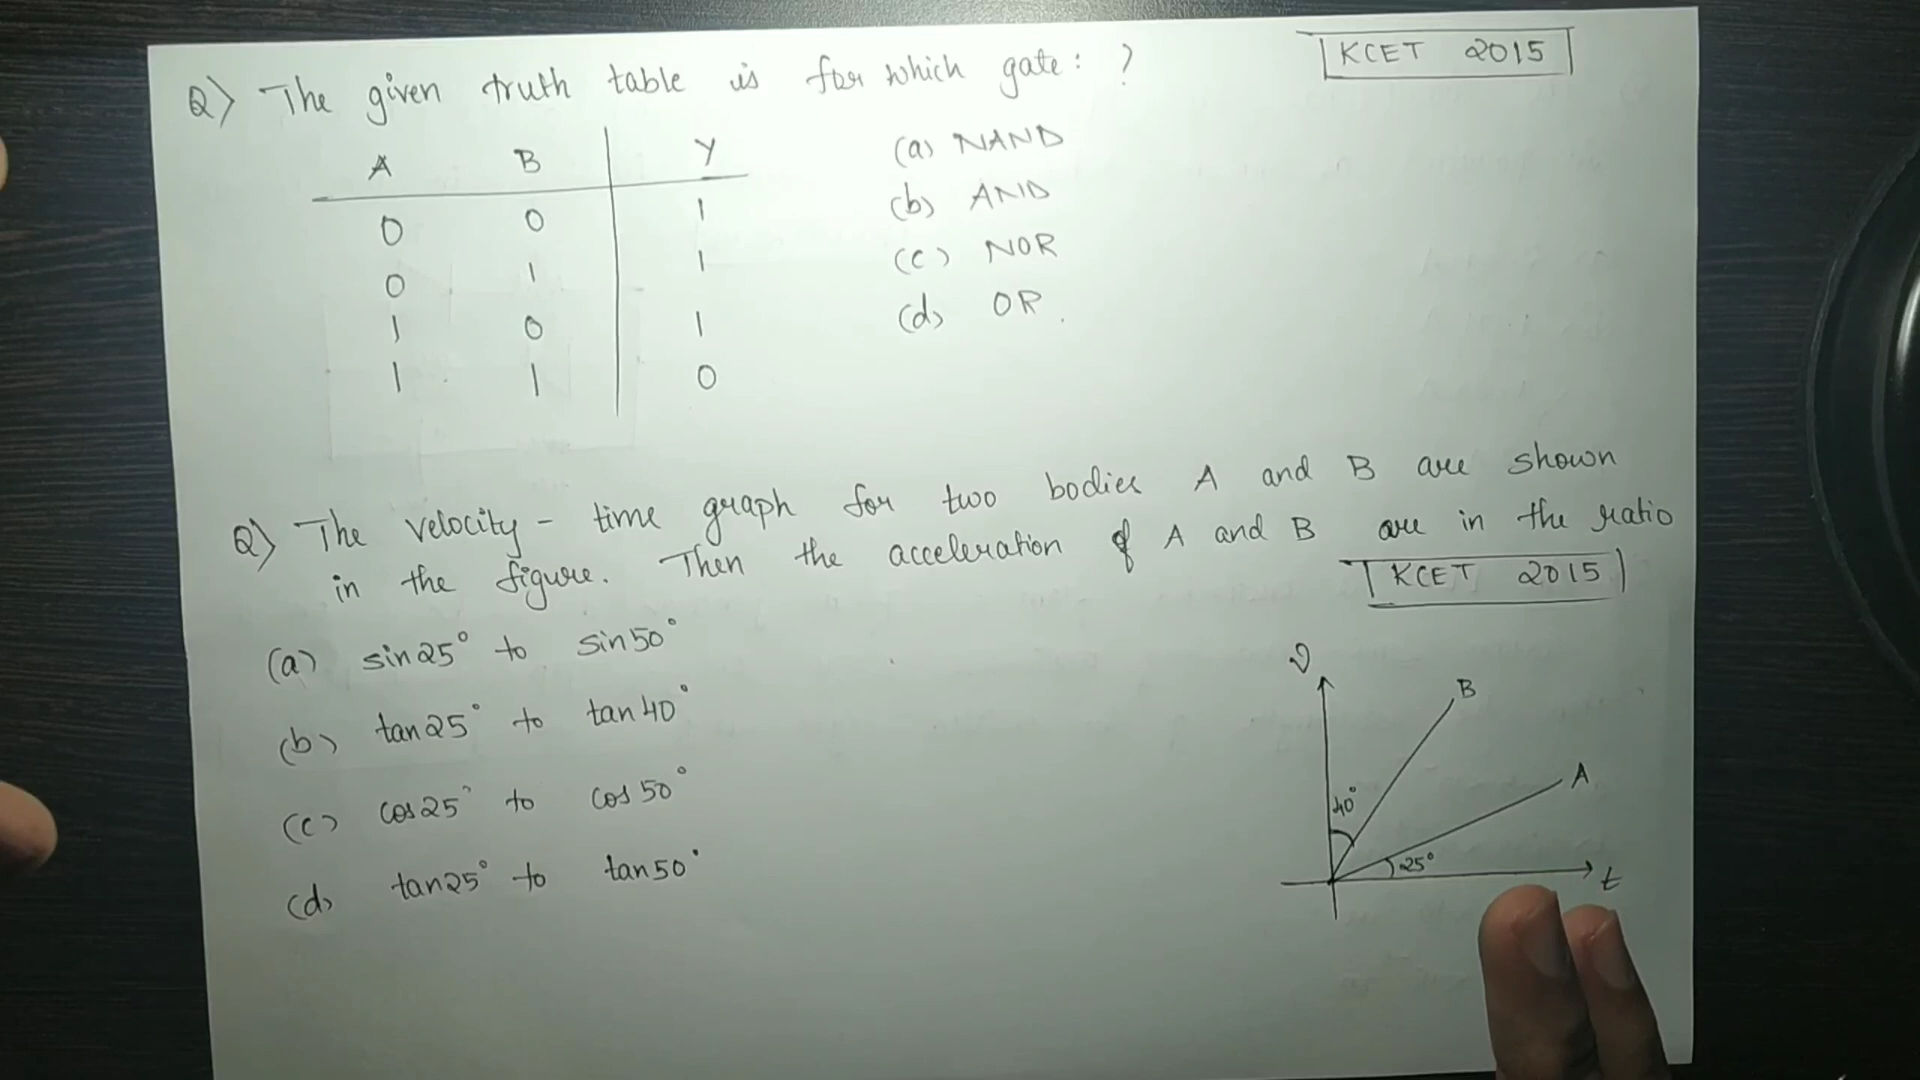 Q) The given truth table is for which gate: ? KCET 2015
A B Y
0 0 1
0 1 1
1 0 1
1 1 0
(a) NAND
(b) AND
(c) NOR
(d) OR.
Q) The velocity - time graph for two bodies A and B are shown
in the figure. Then the acceleration of A and B are in the ratio
KCET 2015
(a) sin25° to sin50°
(b) tan25° to tan40°
(c) cos25° to cos50°
(d) tan25° to tan50°
v
B
A
40°
25°
t